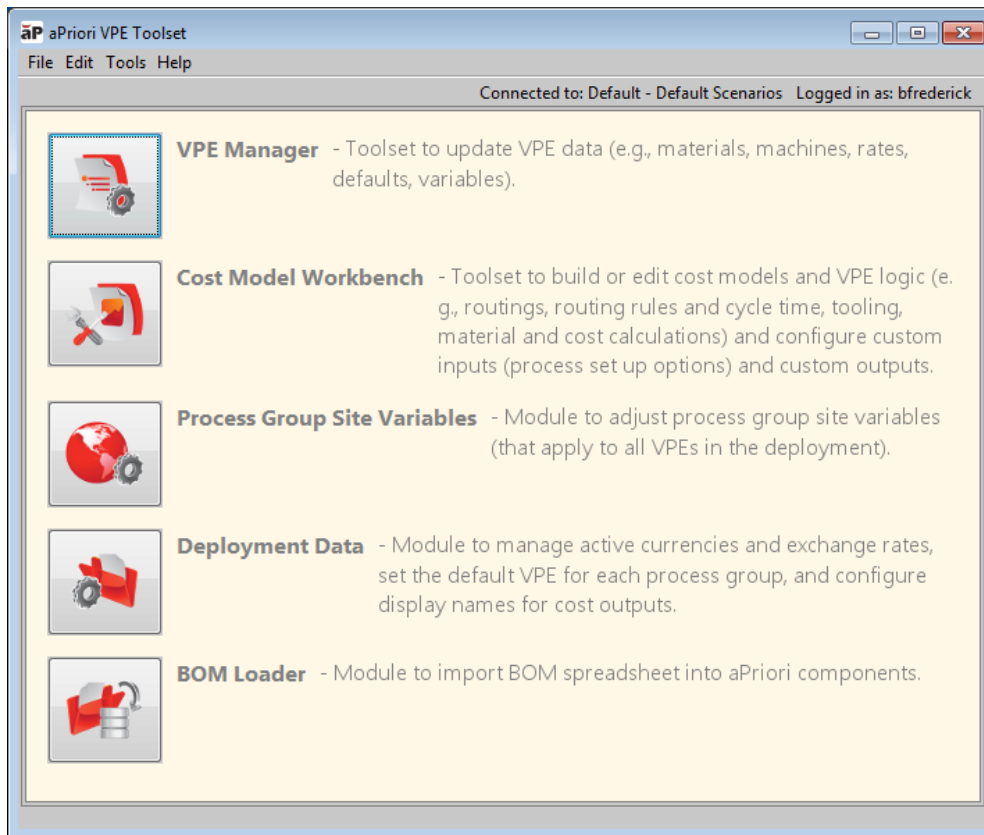 aP aPriori VPE Toolset
File Edit Tools Help
Connected to: Default - Default Scenarios Logged in as: bfrederick
VPE Manager - Toolset to update VPE data (e.g., materials, machines, rates,
defaults, variables).
Cost Model Workbench - Toolset to build or edit cost models and VPE logic (e.
g., routings, routing rules and cycle time, tooling,
material and cost calculations) and configure custom
inputs (process set up options) and custom outputs.
Process Group Site Variables - Module to adjust process group site variables
(that apply to all VPEs in the deployment).
Deployment Data - Module to manage active currencies and exchange rates,
set the default VPE for each process group, and configure
display names for cost outputs.
BOM Loader - Module to import BOM spreadsheet into aPriori components.